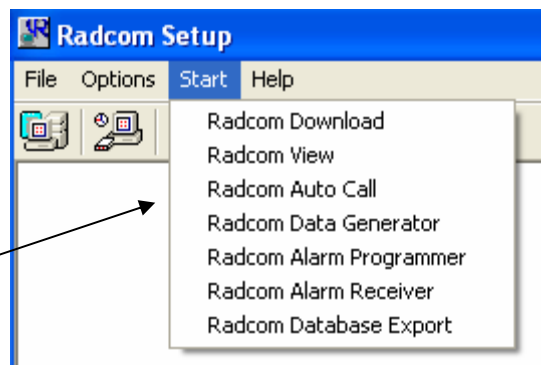 Radcom Setup
File Options Start Help
Radcom Download
Radcom View
Radcom Auto Call
Radcom Data Generator
Radcom Alarm Programmer
Radcom Alarm Receiver
Radcom Database Export